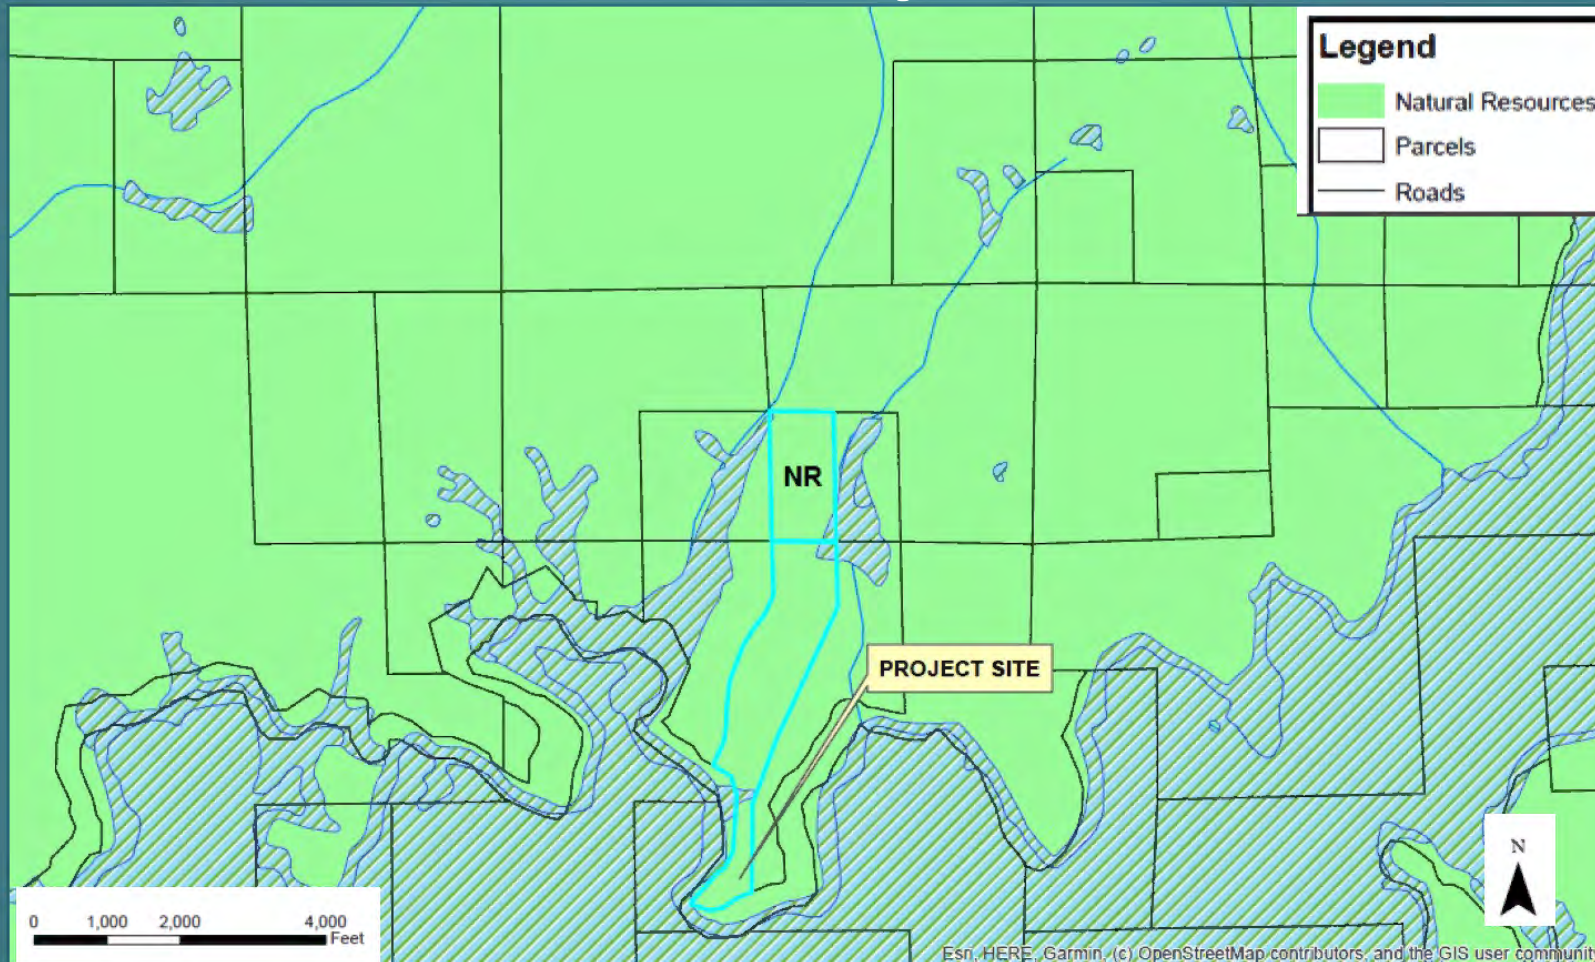 Legend
Natural Resources
Parcels
Roads
NR
PROJECT SITE
N
0 1,000 2,000 4,000
Feet
Esri, HERE, Garmin, (c) OpenStreetMap contributors, and the GIS user community